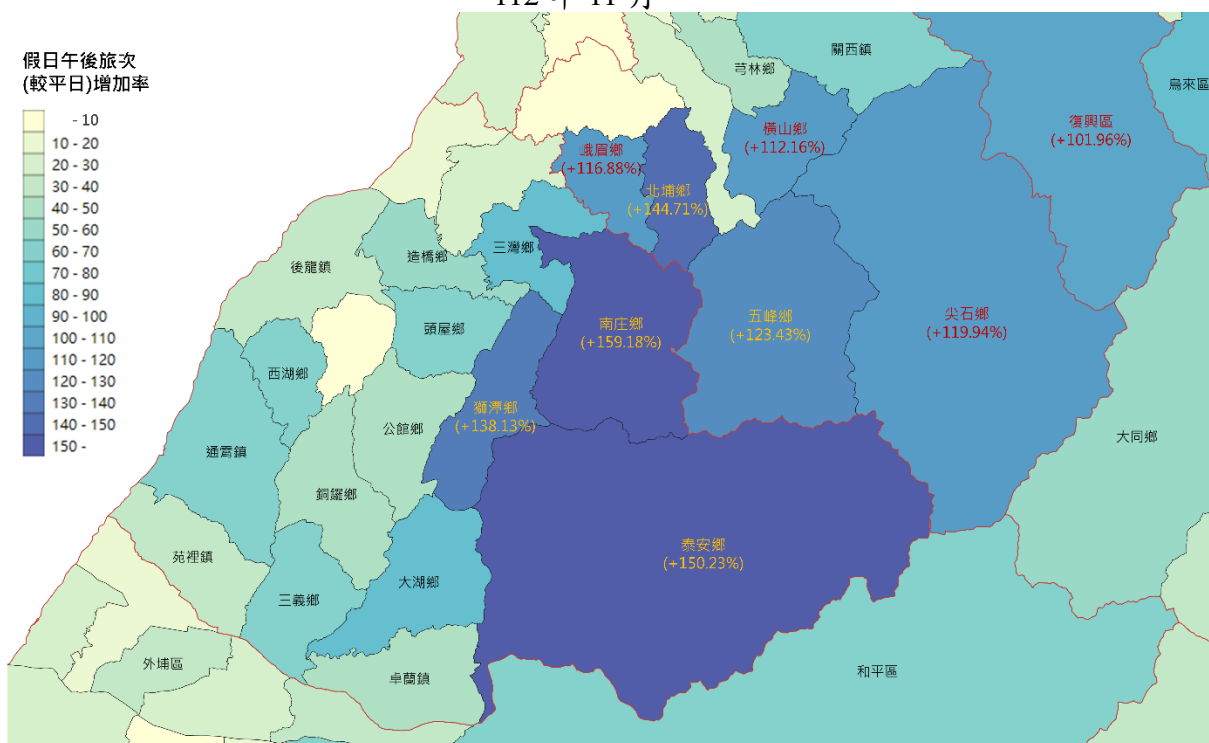 112年 11 月
假日午後旅次
(較平日)增加率
- 10
10 - 20
20 - 30
30 - 40
40 - 50
50 - 60
60 - 70
70 - 80
80 - 90
90 - 100
100 - 110
110 - 120
120 - 130
130 - 140
140 - 150
150 -
關西鎮
芎林鄉
烏來區
橫山鄉
(+112.16%)
復興區
(+101.96%)
峨眉鄉
(+116.88%)
北埔鄉
(+144.71%)
三灣鄉
造橋鄉
後龍鎮
南庄鄉
(+159.18%)
五峰鄉
(+123.43%)
尖石鄉
(+119.94%)
頭屋鄉
西湖鄉
獅潭鄉
(+138.13%)
公館鄉
通霄鎮
大同鄉
銅鑼鄉
泰安鄉
(+150.23%)
苑裡鎮
大湖鄉
三義鄉
外埔區
卓蘭鎮
和平區